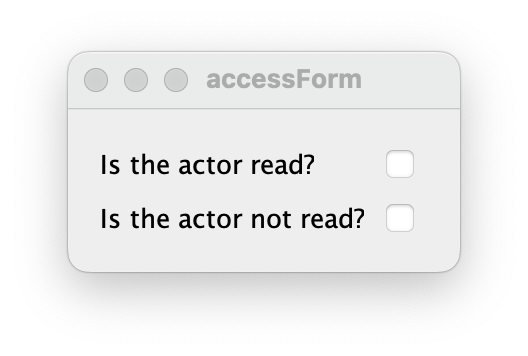 accessForm
Is the actor read?
Is the actor not read?